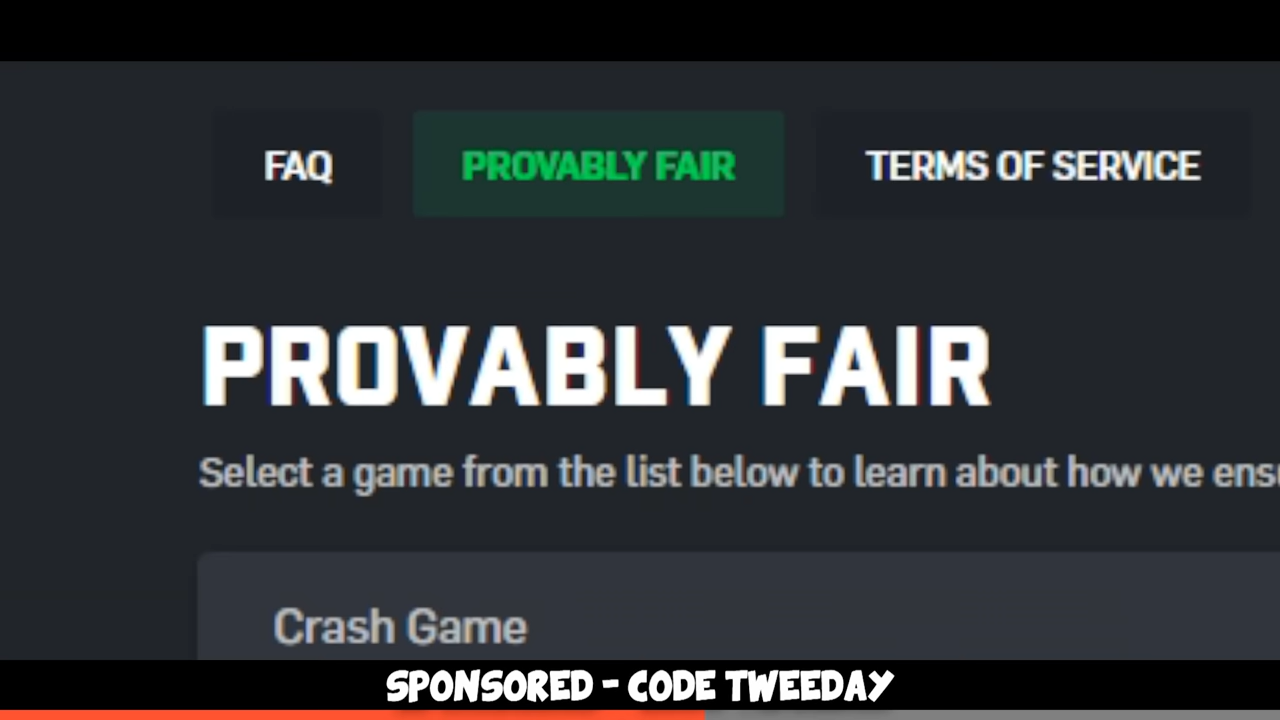 FAQ PROVABLY FAIR TERMS OF SERVICE
PROVABLY FAIR
Select a game from the list below to learn about how we
Crash Game
SPONSORED - CODE TWEEDAY